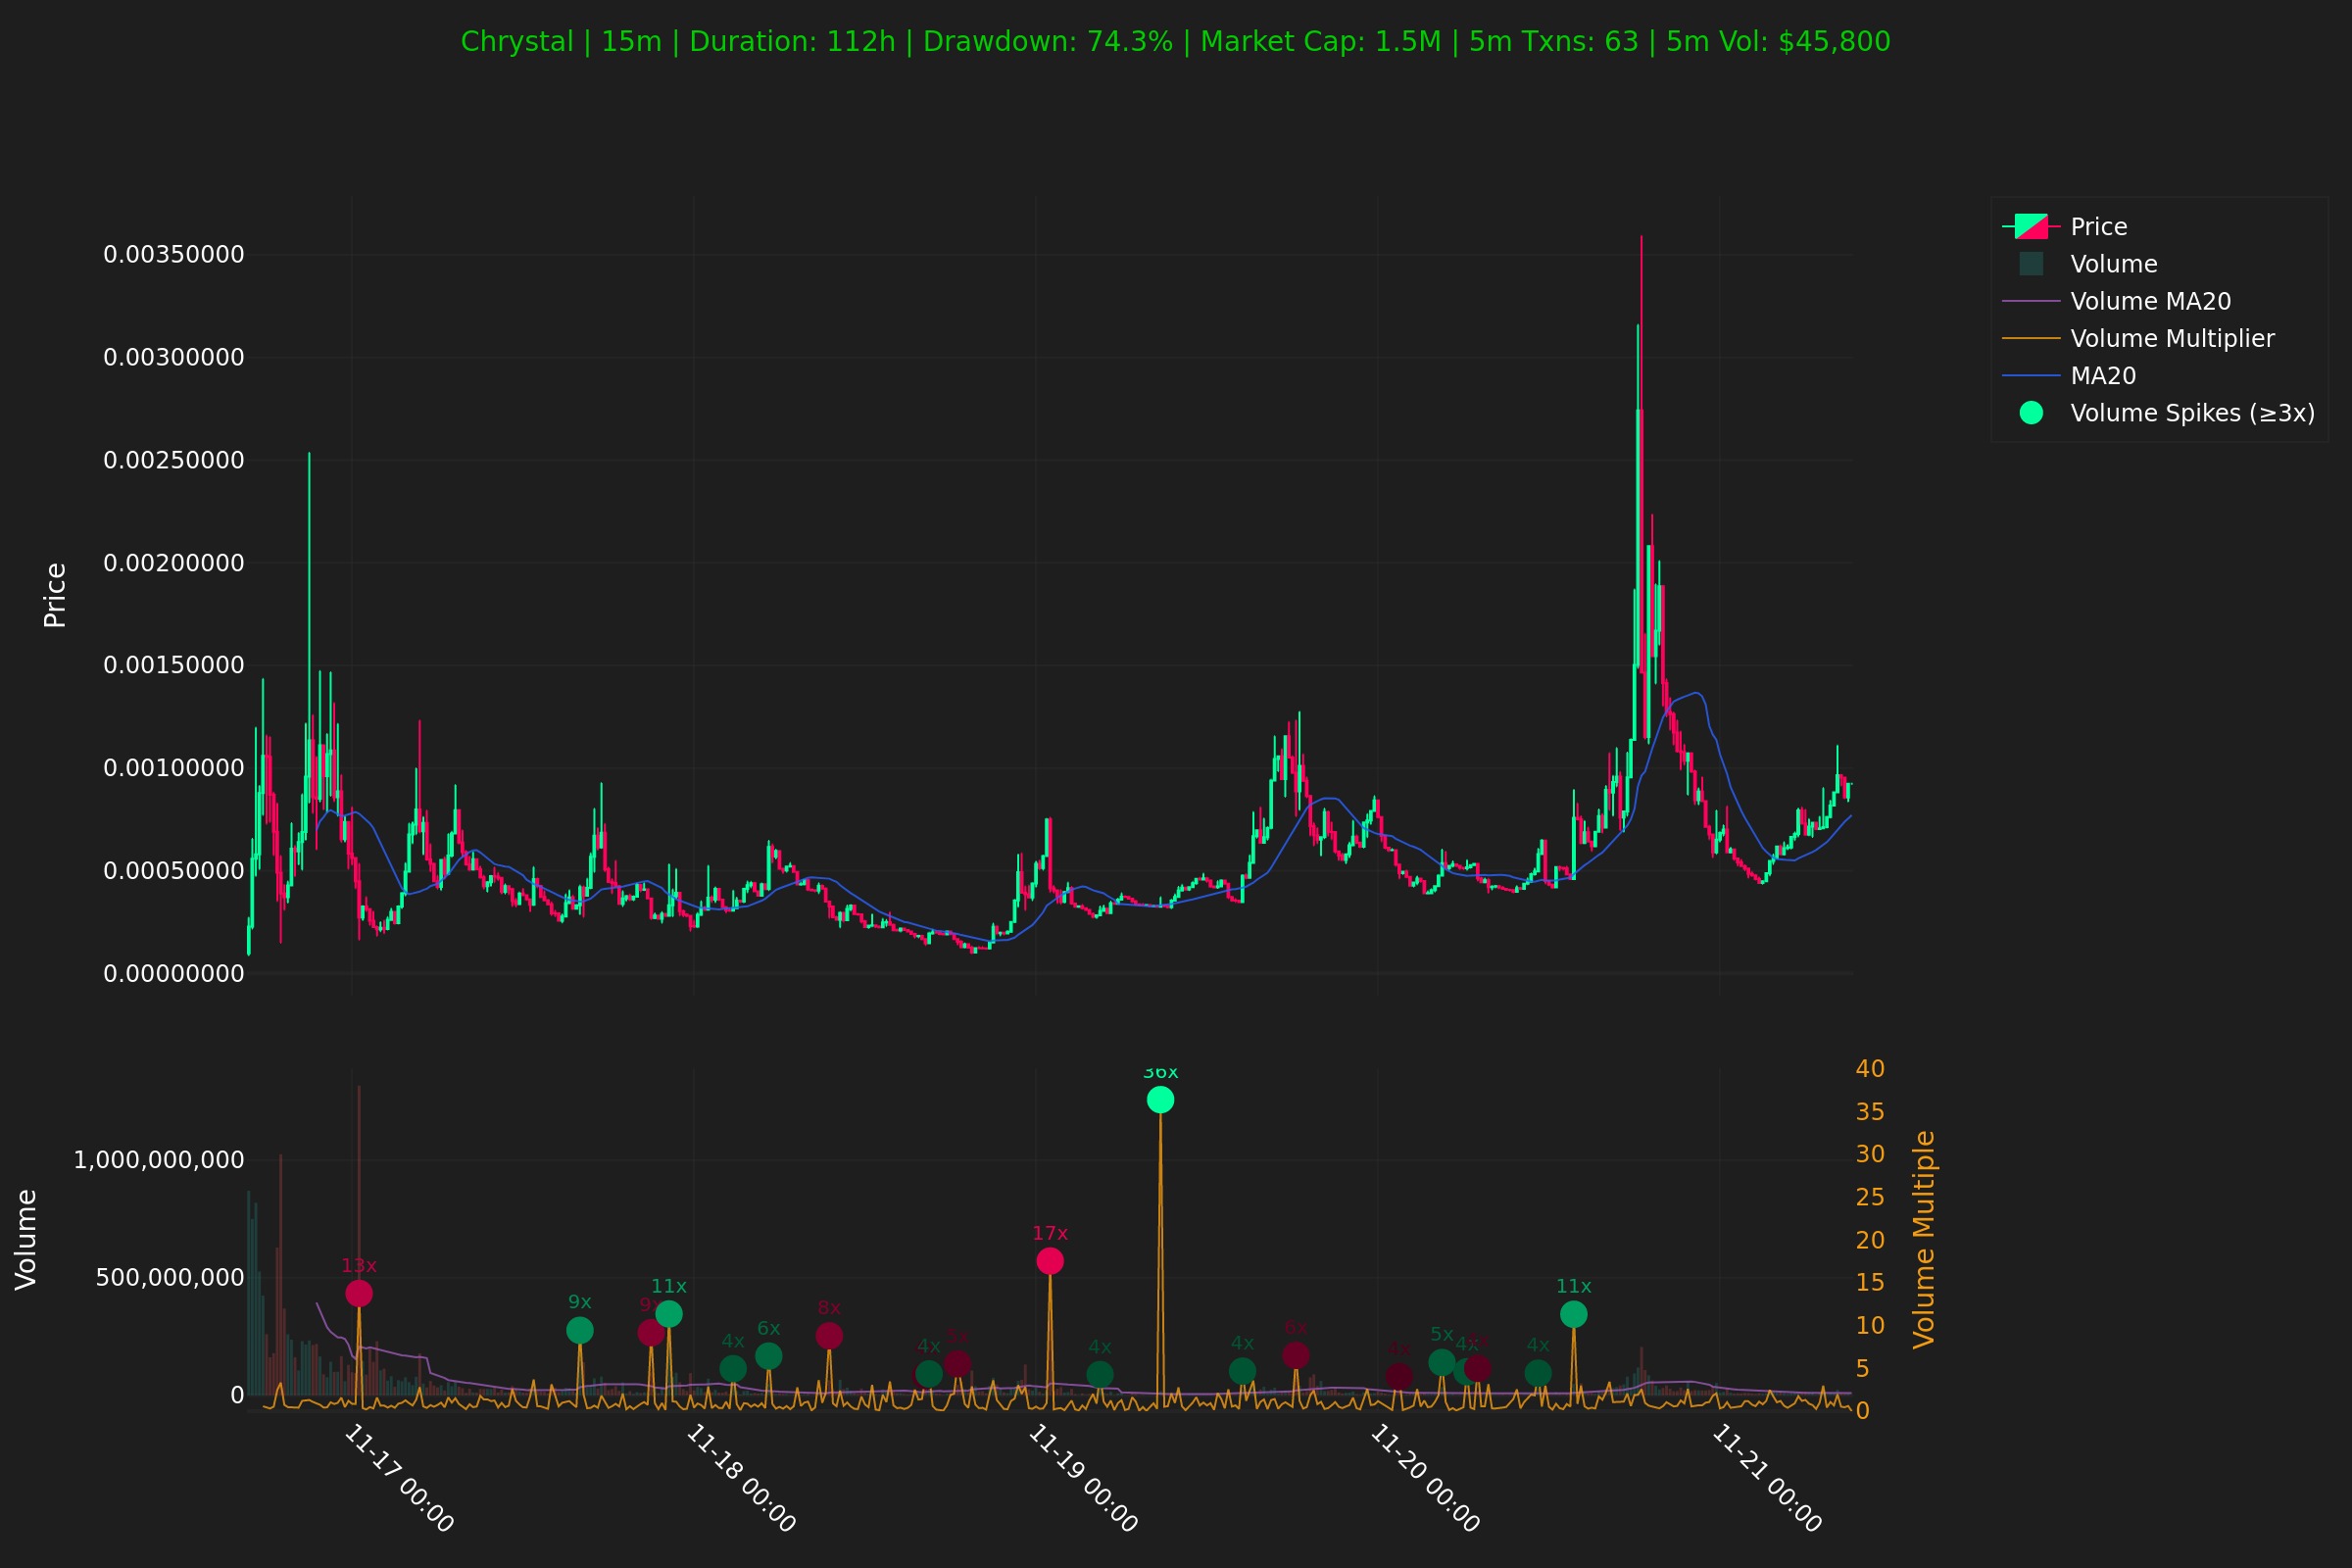 Chrystal | 15m | Duration: 112h | Drawdown: 74.3% | Market Cap: 1.5M | 5m Txns: 63 | 5m Vol: $45,800
Price
Volume
Volume MA20
Volume Multiplier
MA20
Volume Spikes (≥3x)
Price
0.00350000
0.00300000
0.00250000
0.00200000
0.00150000
0.00100000
0.00050000
0.00000000
Volume
1,000,000,000
500,000,000
0
13x
9x
9x
11x
4x
6x
8x
4x
17x
4x
36x
4x
6x
5x
4x
4x
11x
40
35
30
25
20
15
10
5
0
Volume Multiple
11-17 00:00
11-18 00:00
11-19 00:00
11-20 00:00
11-21 00:00